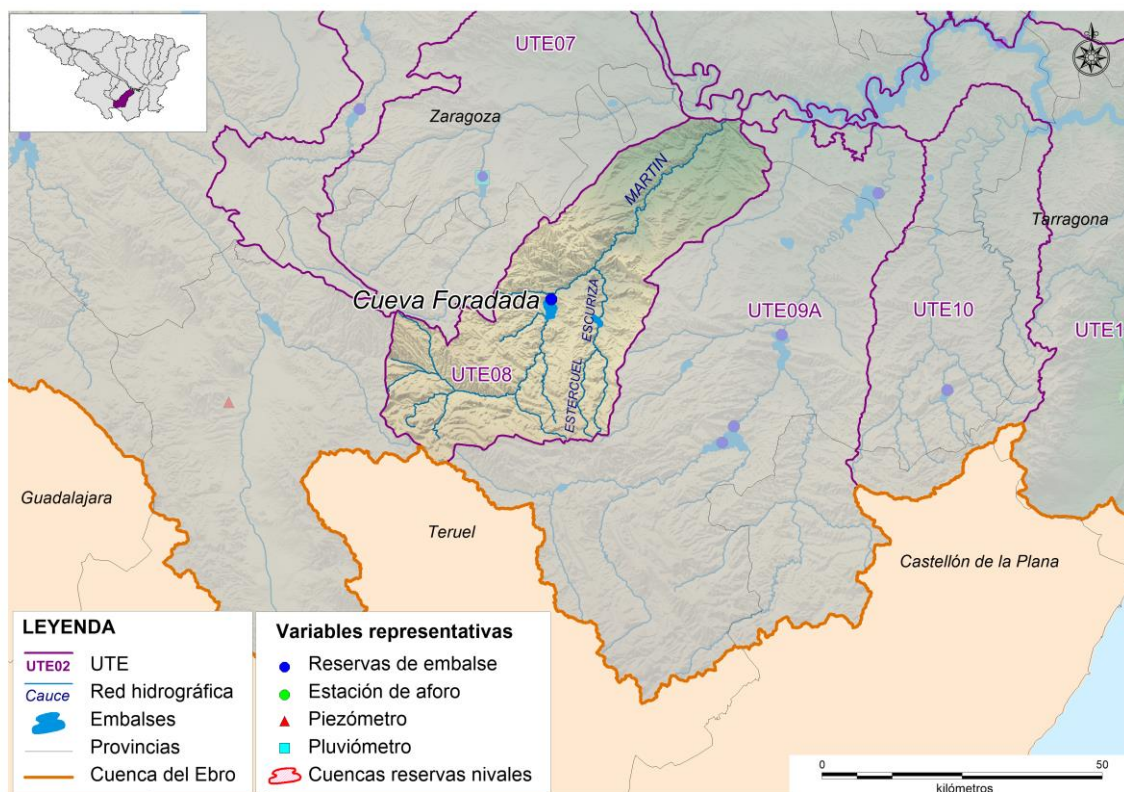 UTE07
Zaragoza
MARTIN
Tarragona
Cueva Foradada
ESCURIZA
UTE09A
UTE10
UTE1
UTE08
ESTERCUEL
Guadalajara
Teruel
Castellón de la Plana
LEYENDA
UTE02 UTE
Cauce Red hidrográfica
Embalses
Provincias
Cuenca del Ebro
Variables representativas
Reservas de embalse
Estación de aforo
Piezómetro
Pluviómetro
Cuencas reservas nivales
0 50
kilómetros